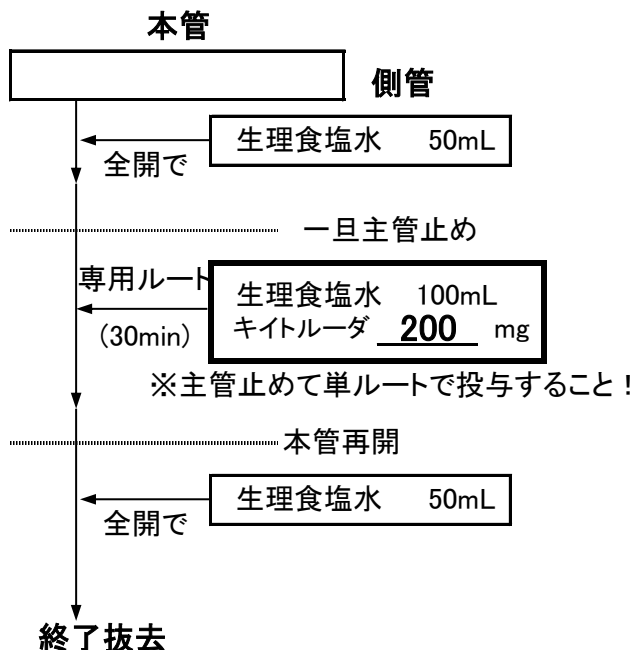 本管
側管
生理食塩水 50mL
全開で
一旦主管止め
専用ルート
生理食塩水 100mL
キイトルーダ 200 mg
(30min)
※主管止めて単ルートで投与すること!
本管再開
生理食塩水 50mL
全開で
終了抜去